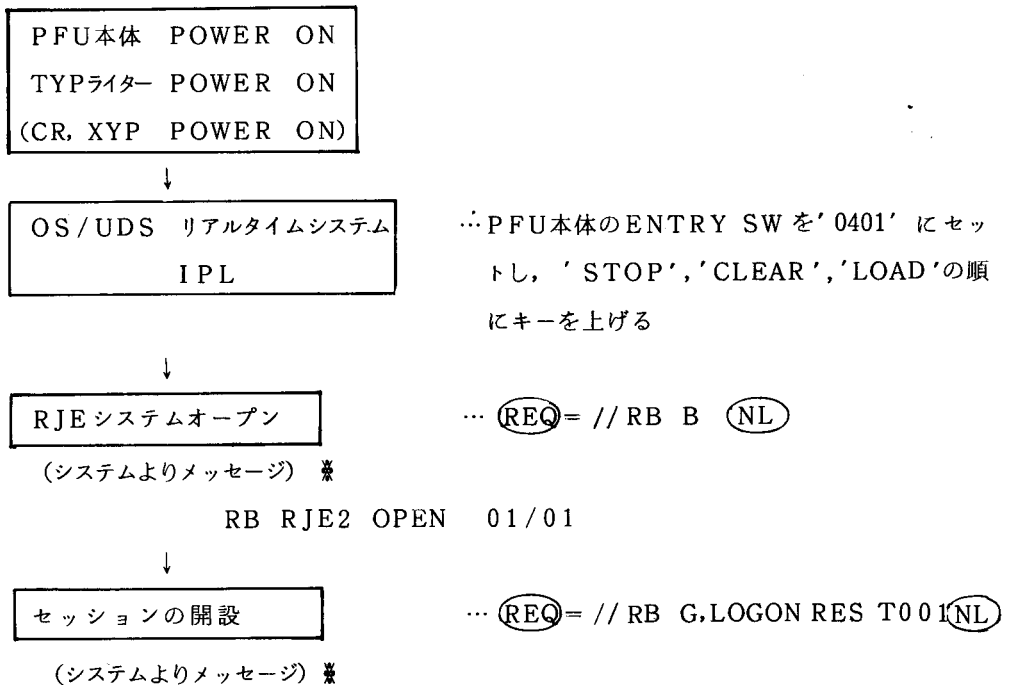 PFU本体 POWER ON
TYPライター POWER ON
(CR, XYP POWER ON)
↓
OS/UDS リアルタイムシステム
IPL
…PFU本体のENTRY SWを'0401'にセッ
トし, 'STOP','CLEAR','LOAD'の順
にキーを上げる
↓
RJEシステムオープン
… REQ= //RB B NL
(システムよりメッセージ) ※
RB RJE2 OPEN 01/01
↓
セッションの開設
… REQ= //RB G,LOGON RES T001 NL
(システムよりメッセージ) ※